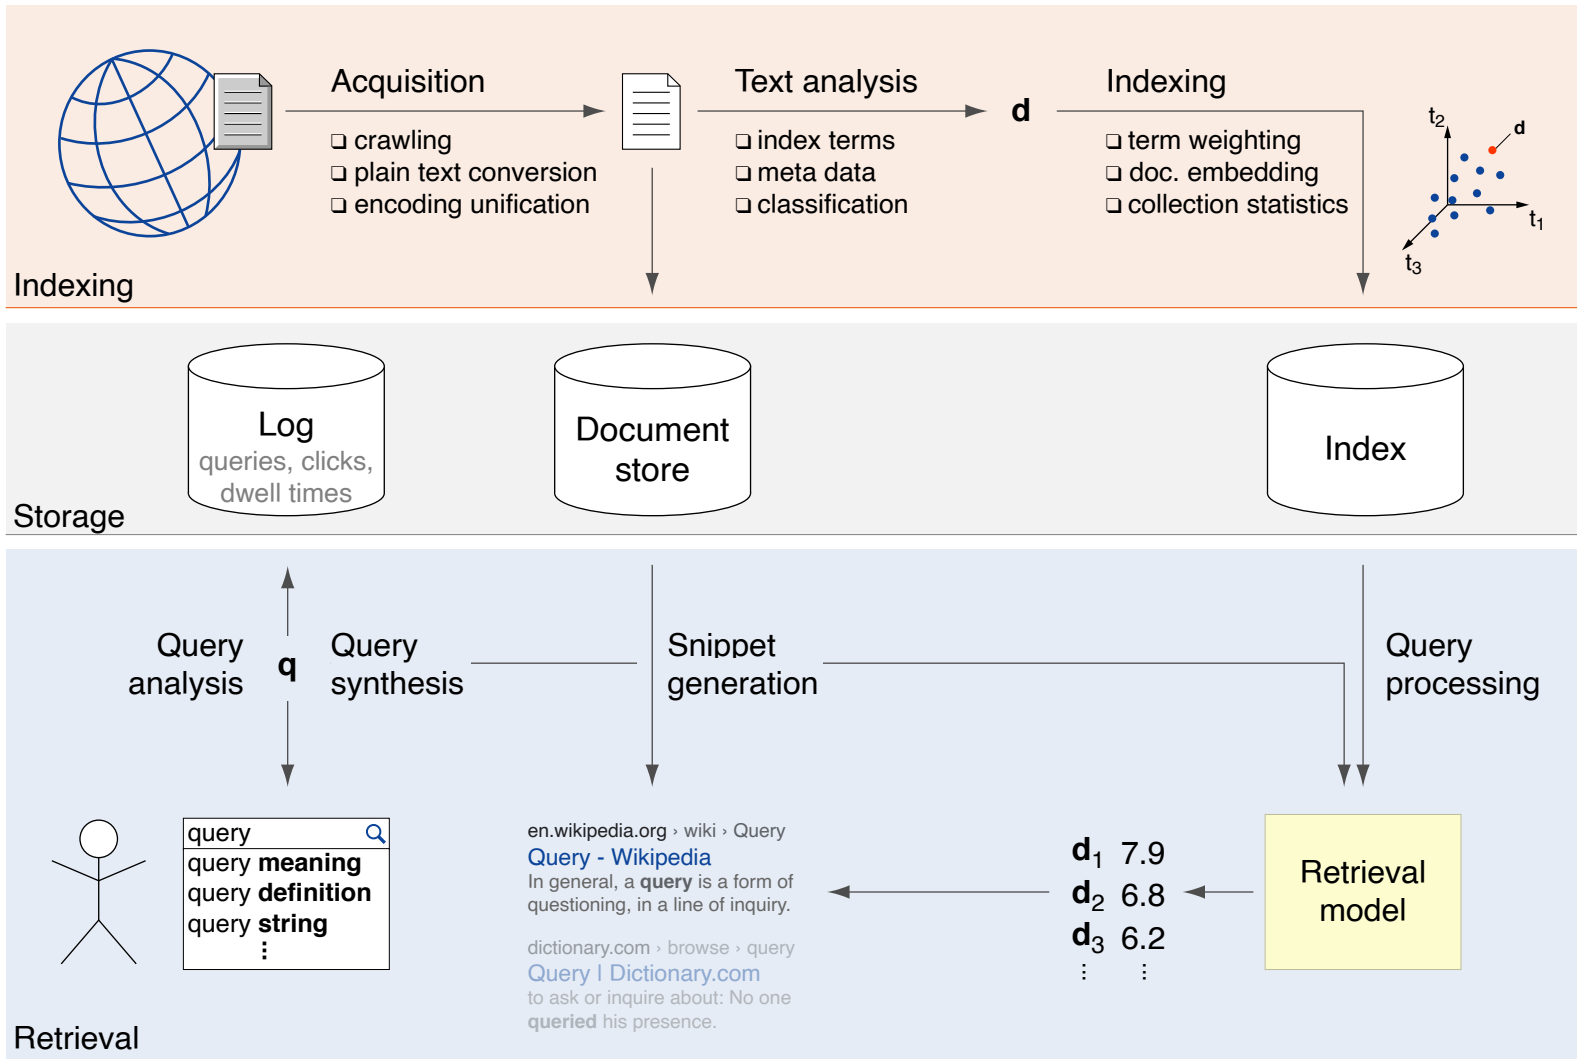 Acquisition
❏ crawling
❏ plain text conversion
❏ encoding unification
Text analysis
❏ index terms
❏ meta data
❏ classification
d
Indexing
❏ term weighting
❏ doc. embedding
❏ collection statistics
t2
d
t1
t3
Indexing
Log
queries, clicks,
dwell times
Document
store
Index
Storage
Query
analysis
q
Query
synthesis
Snippet
generation
Query
processing
query
query meaning
query definition
query string
⋮
en.wikipedia.org › wiki › Query
Query - Wikipedia
In general, a query is a form of
questioning, in a line of inquiry.
dictionary.com › browse › query
Query | Dictionary.com
to ask or inquire about: No one
queried his presence.
d1 7.9
d2 6.8
d3 6.2
⋮ ⋮
Retrieval
model
Retrieval